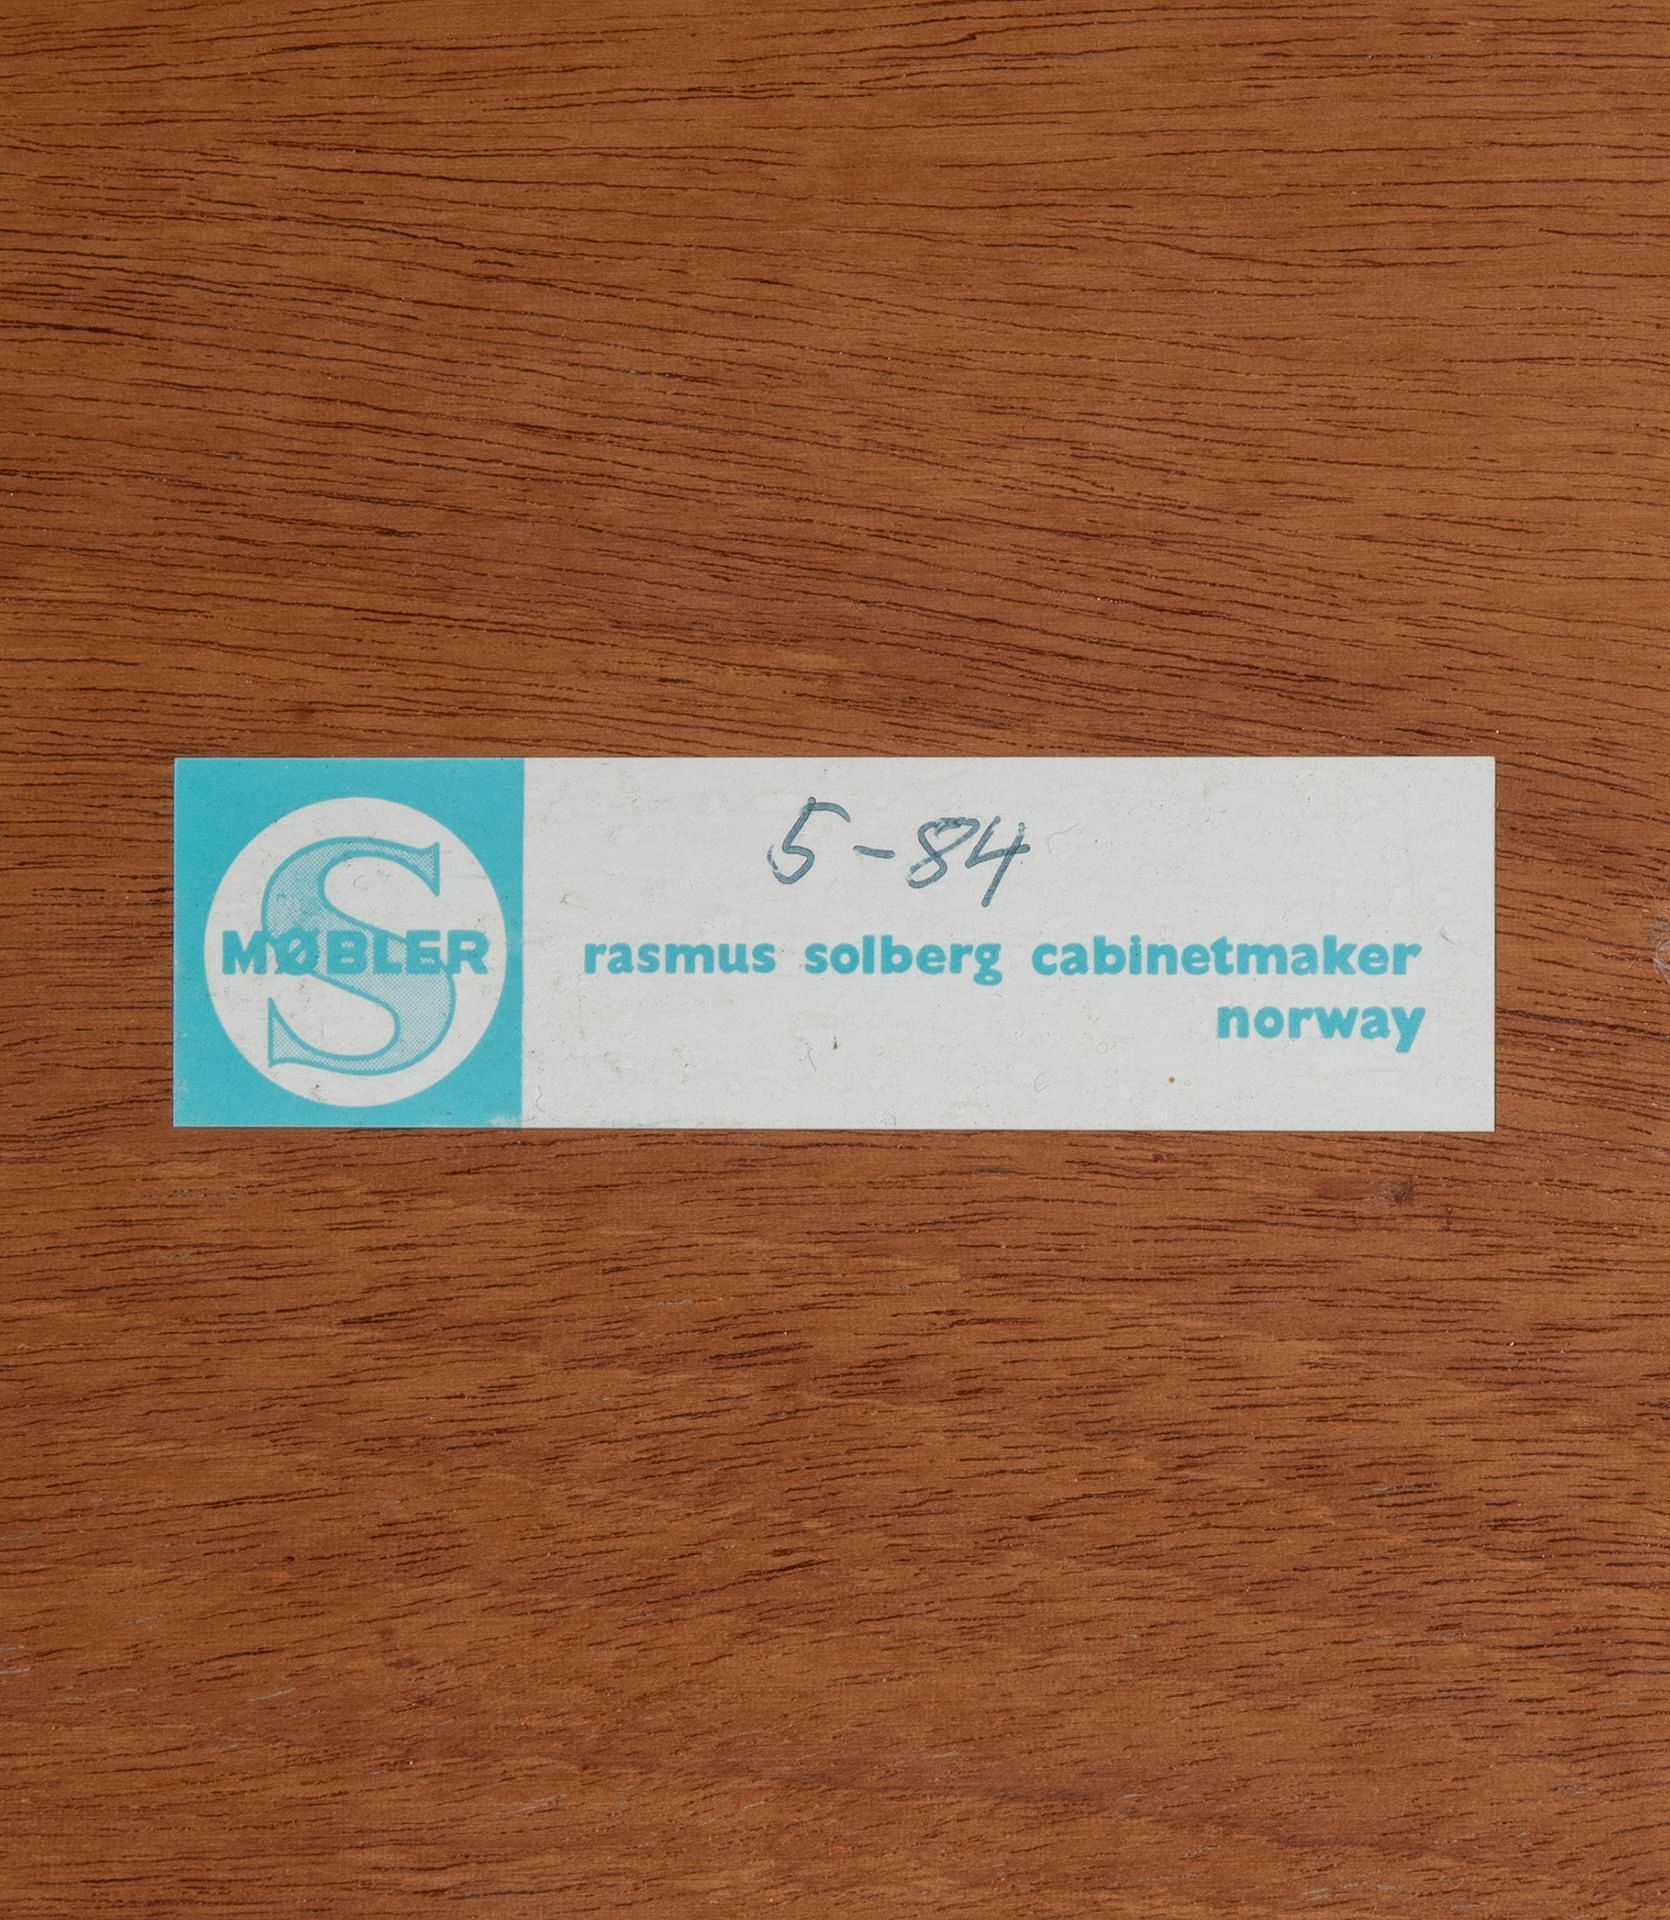 5-84
S
MØBLER
rasmus solberg cabinetmaker
norway